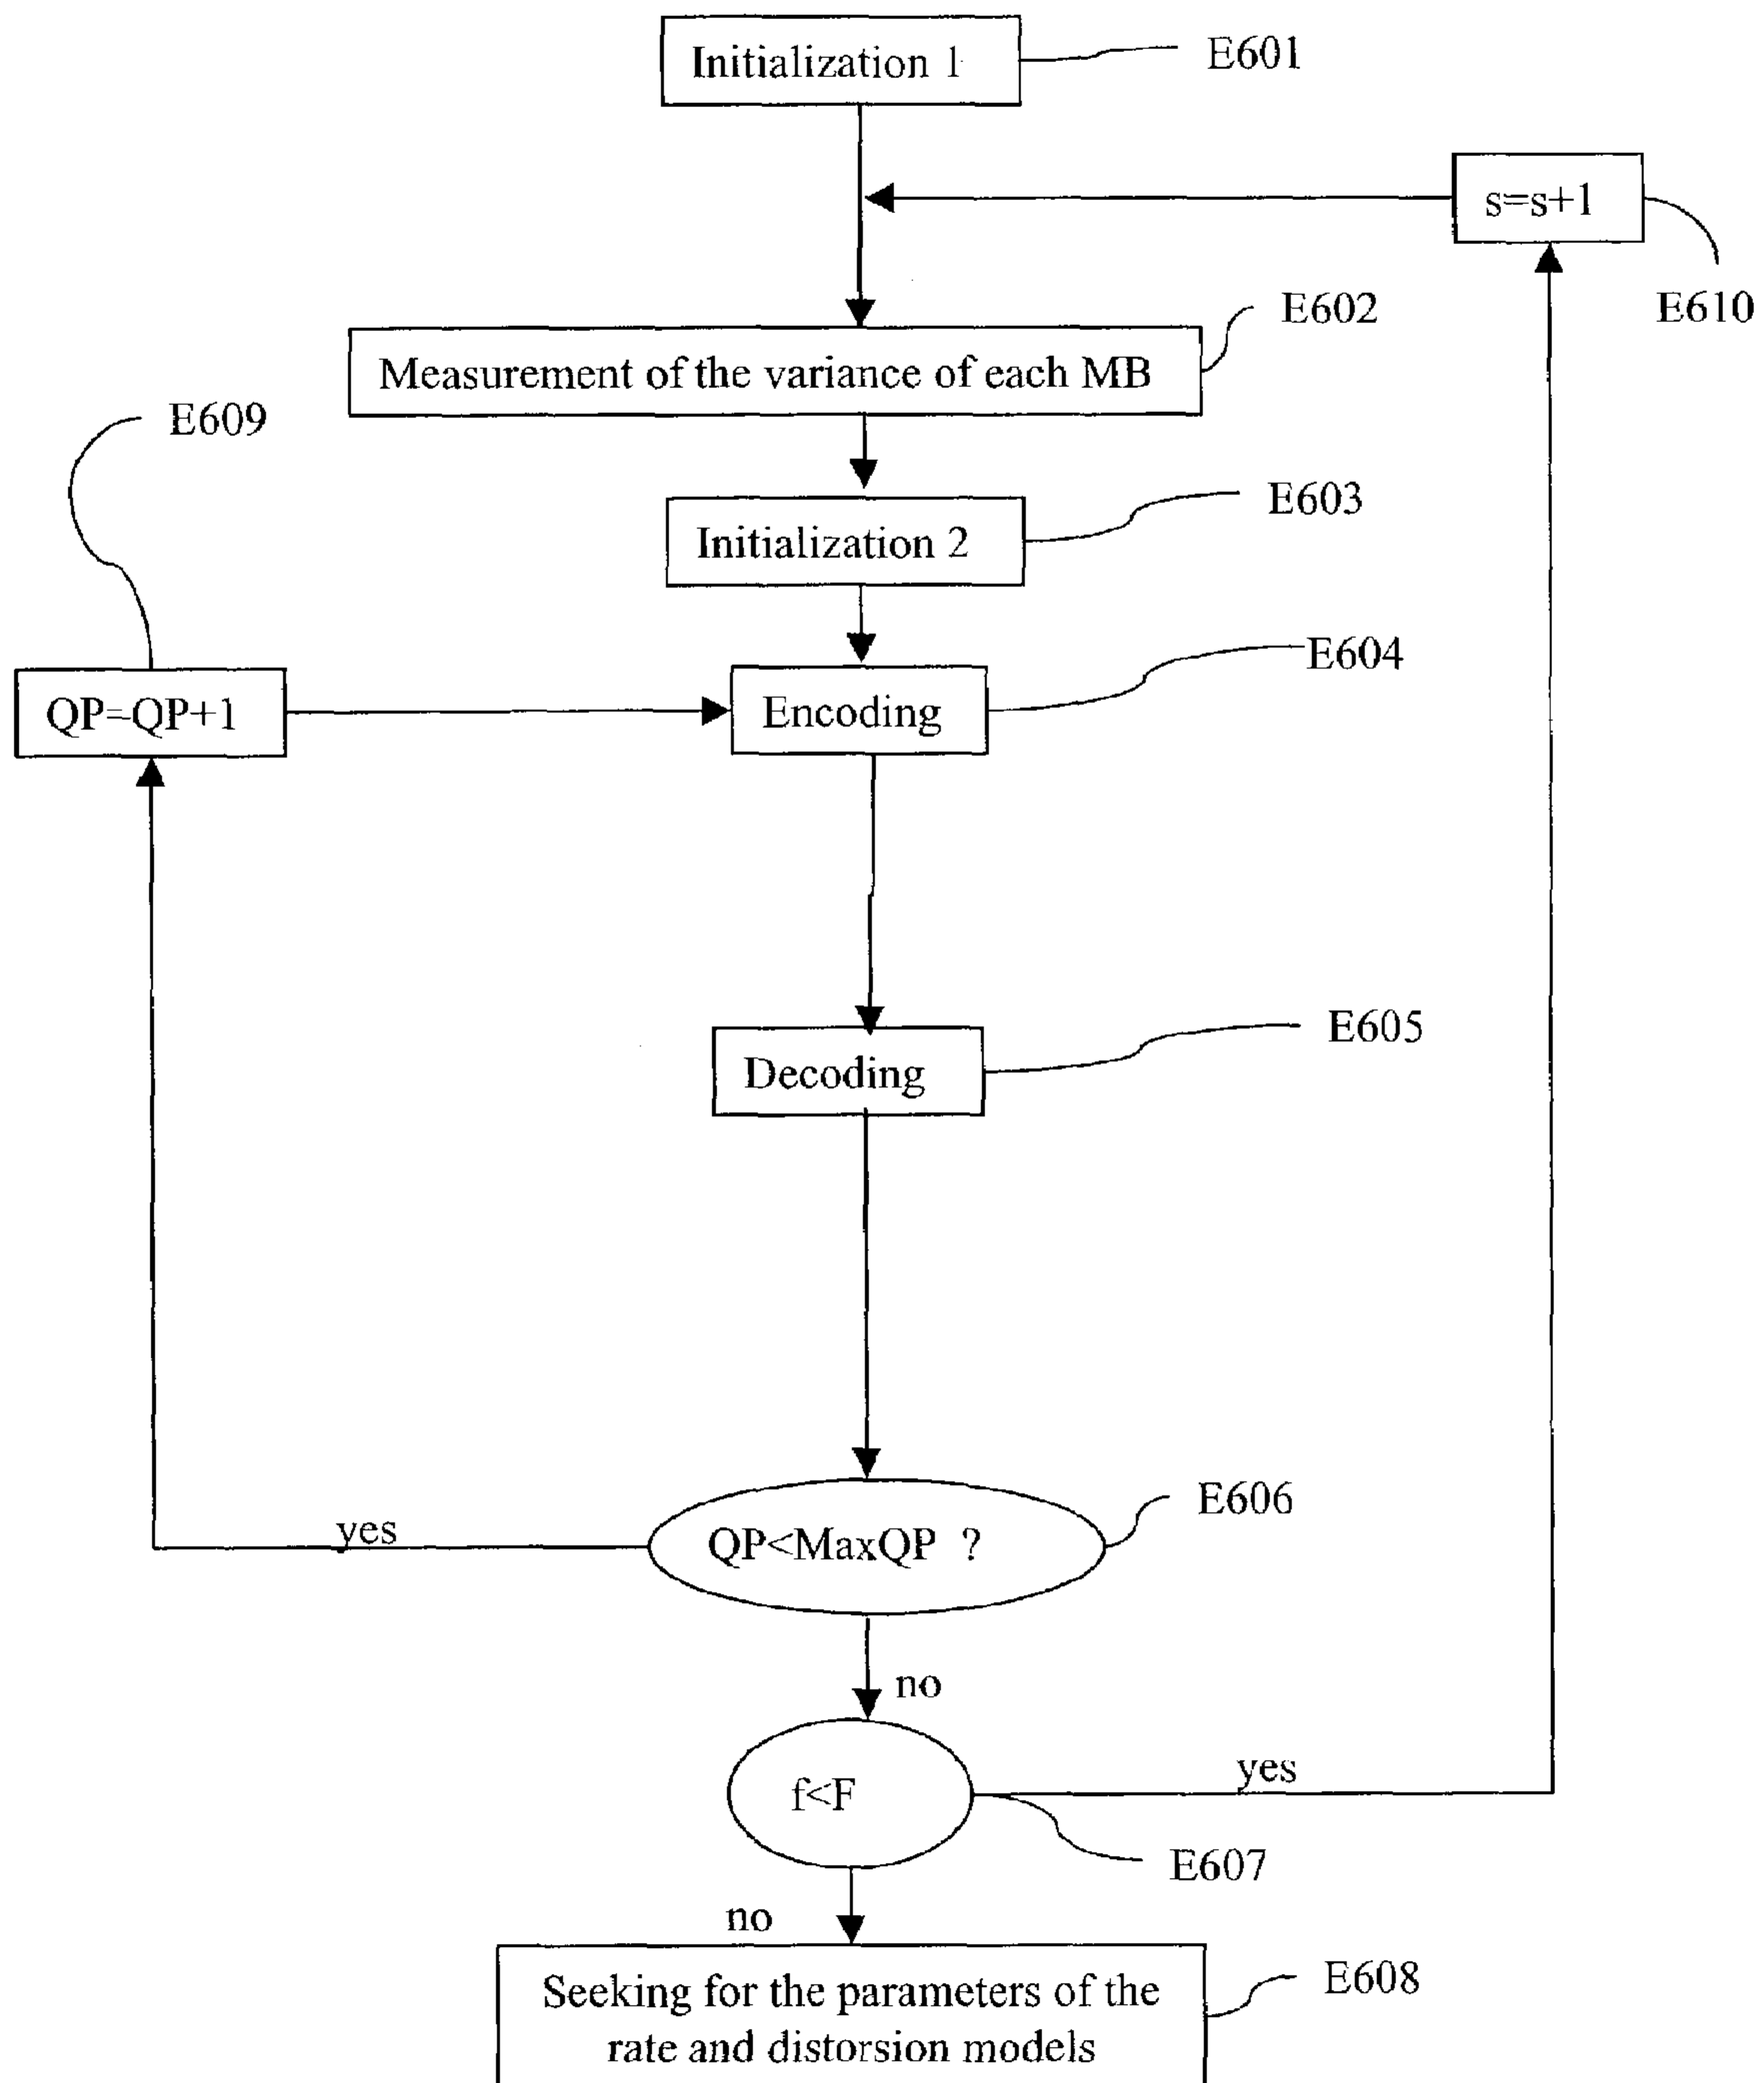 Initialization 1
E601
s=s+1
E610
E602
Measurement of the variance of each MB
E609
E603
Initialization 2
E604
QP=QP+1
Encoding
E605
Decoding
E606
yes
QP<MaxQP ?
no
f<F
yes
E607
no
E608
Seeking for the parameters of the
rate and distorsion models